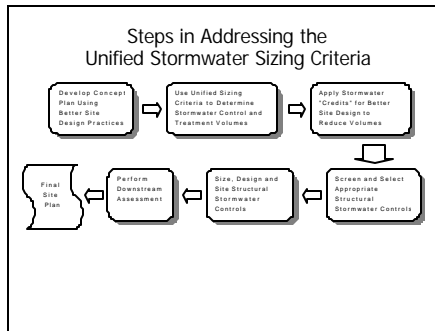 Steps in Addressing the
Unified Stormwater Sizing Criteria
Develop Concept
Plan Using
Better Site
Design Practices
Use Unified Sizing
Criteria to Determine
Stormwater Control and
Treatment Volumes
Apply Stormwater
"Credits" for Better
Site Design to
Reduce Volumes
Screen and Select
Appropriate
Structural
Stormwater Controls
Size, Design and
Site Structural
Stormwater
Controls
Perform
Downstream
Assessment
Final
Site
Plan